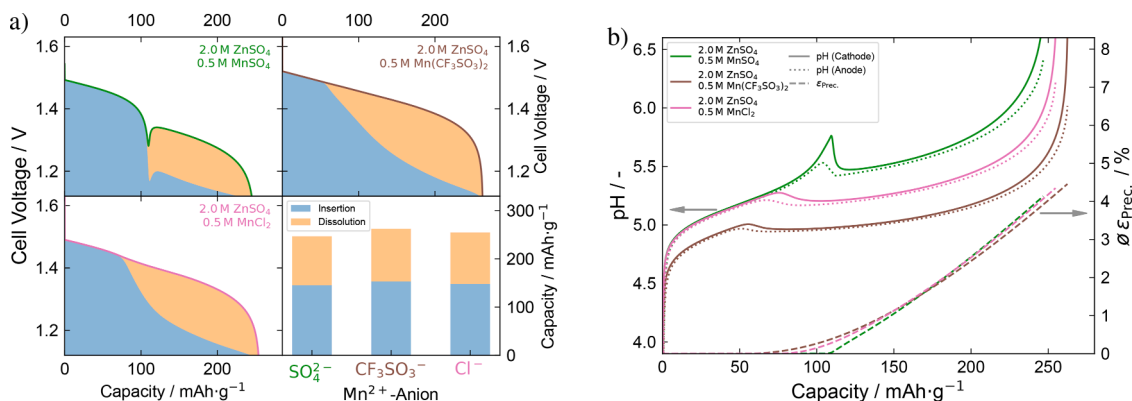 a)
0 100 200
0 100 200
1.6
1.4
1.2
Cell Voltage / V
2.0 M ZnSO₄
0.5 M MnSO₄
2.0 M ZnSO₄
0.5 M Mn(CF₃SO₃)₂
1.6
1.4
1.2
Cell Voltage / V
1.6
1.4
1.2
2.0 M ZnSO₄
0.5 M MnCl₂
Insertion
Dissolution
300
200
100
0
Capacity / mAh·g⁻¹
0 100 200
Capacity / mAh·g⁻¹
SO₄²⁻ CF₃SO₃⁻ Cl⁻
Mn²⁺-Anion
b)
6.5
6.0
5.5
5.0
4.5
4.0
pH / -
2.0 M ZnSO₄
0.5 M MnSO₄
2.0 M ZnSO₄
0.5 M Mn(CF₃SO₃)₂
2.0 M ZnSO₄
0.5 M MnCl₂
pH (Cathode)
pH (Anode)
εPrec.
8
7
6
5
4
3
2
1
0
ø εPrec. / %
0 50 100 150 200 250
Capacity / mAh·g⁻¹